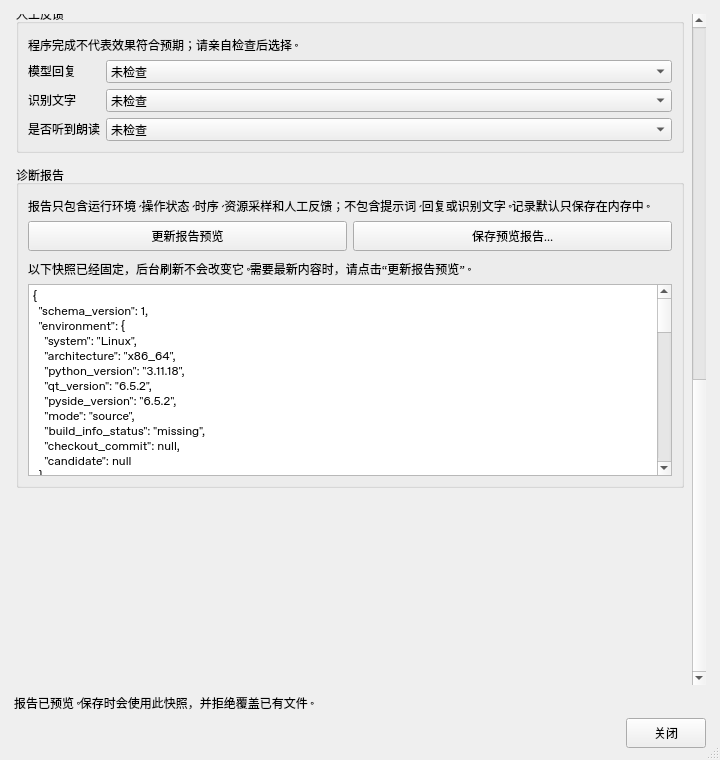 人工反馈
程序完成不代表效果符合预期；请亲自检查后选择。
模型回复 未检查
识别文字 未检查
是否听到朗读 未检查
诊断报告
报告只包含运行环境、操作状态、时序、资源采样和人工反馈；不包含提示词、回复或识别文字。记录默认只保存在内存中。
更新报告预览 保存预览报告...
以下快照已经固定，后台刷新不会改变它。需要最新内容时，请点击“更新报告预览”。
{
"schema_version": 1,
"environment": {
"system": "Linux",
"architecture": "x86_64",
"python_version": "3.11.18",
"qt_version": "6.5.2",
"pyside_version": "6.5.2",
"mode": "source",
"build_info_status": "missing",
"checkout_commit": null,
"candidate": null
}
报告已预览。保存时会使用此快照，并拒绝覆盖已有文件。
关闭